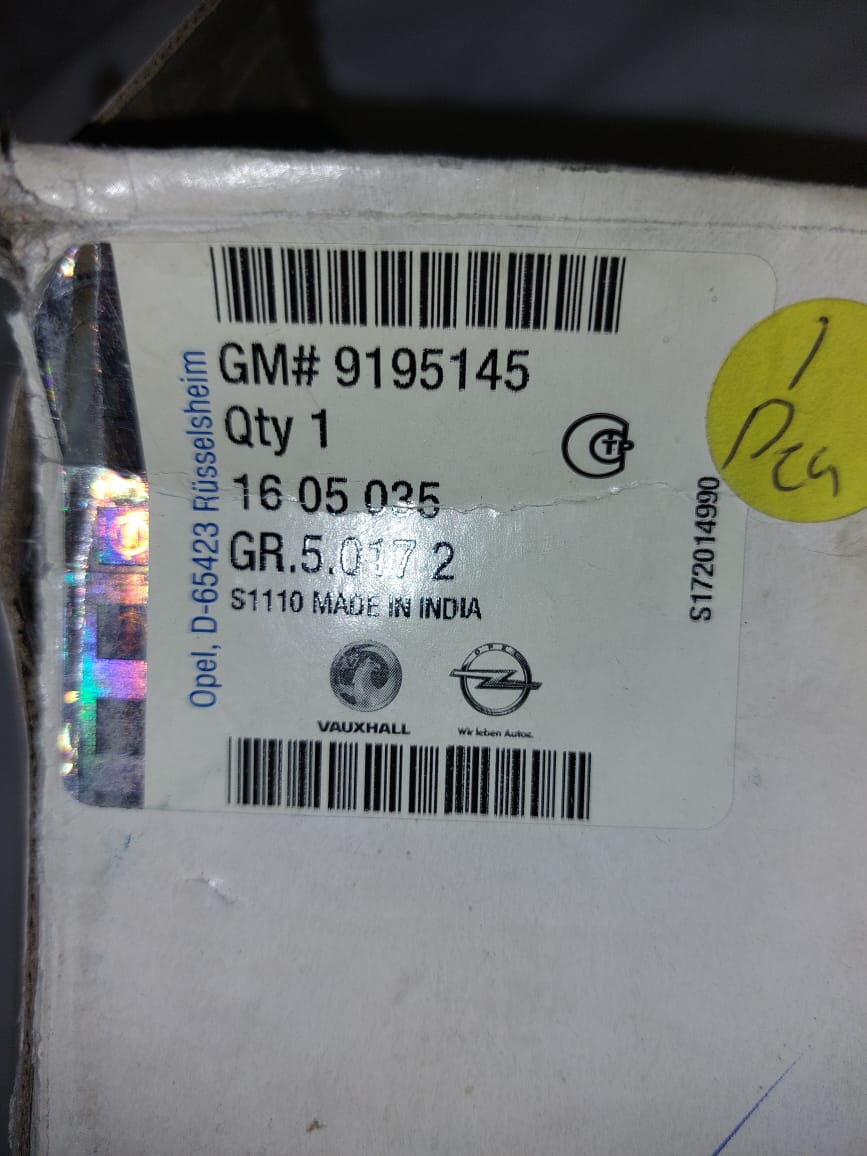 GM# 9195145
Qty 1
16 05 035
GR.5.017 2
S1110 MADE IN INDIA
Opel, D-65423 Rüsselsheim
S172014990
VAUXHALL
OPEL
Wir leben Autos.
1